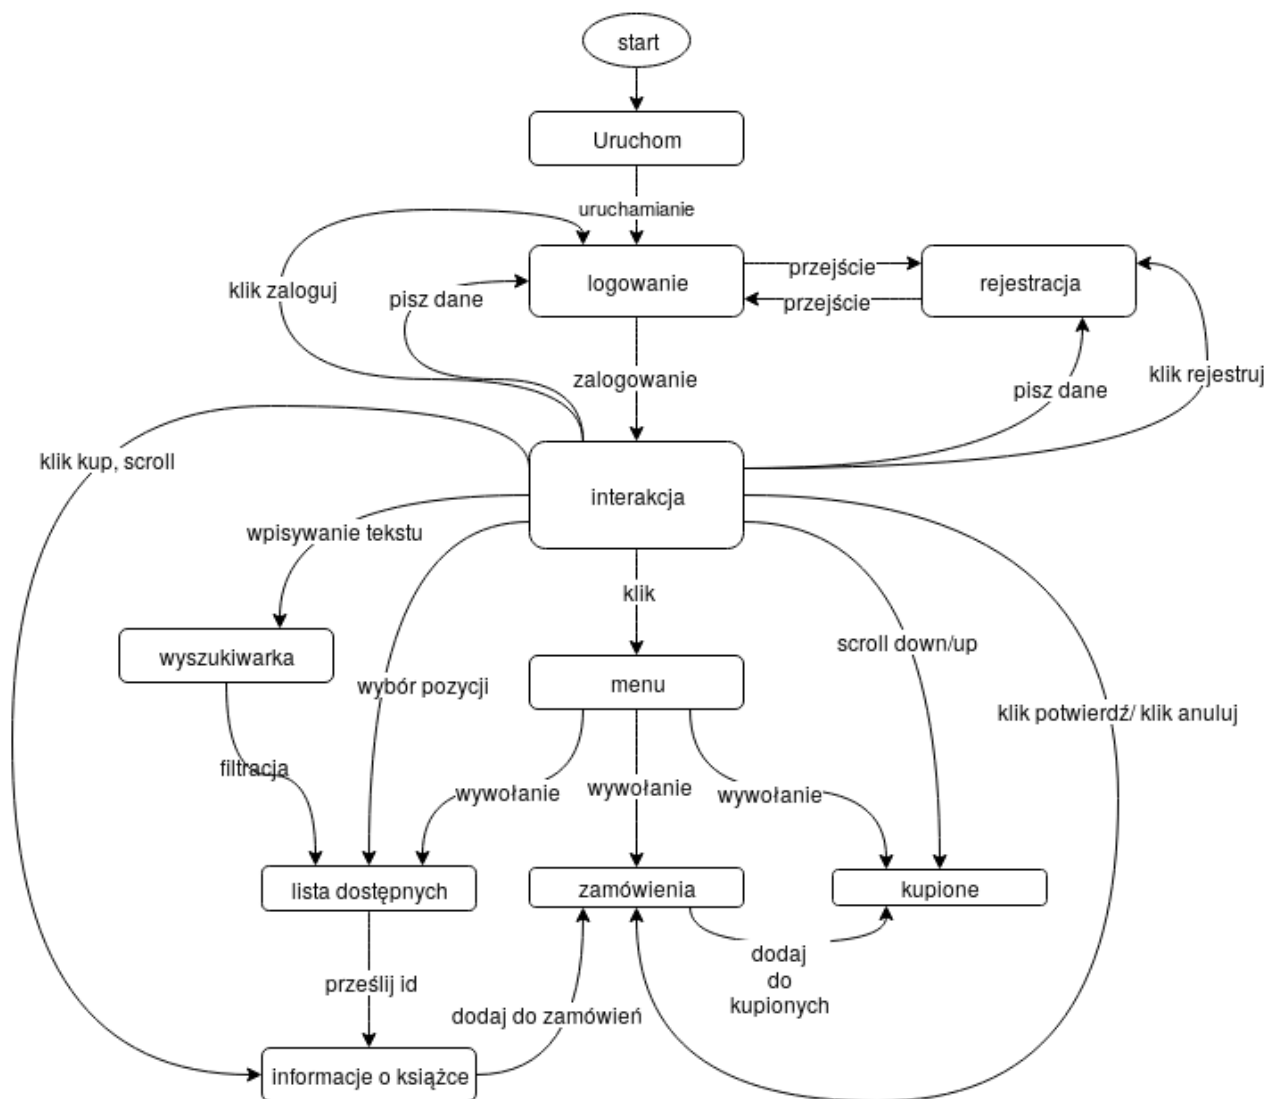 start
Uruchom
uruchamianie
klik zaloguj
pisz dane
logowanie
przejście
przejście
rejestracja
zalogowanie
pisz dane
klik rejestruj
klik kup, scroll
interakcja
wpisywanie tekstu
klik
wyszukiwarka
wybór pozycji
menu
scroll down/up
klik potwierdź/ klik anuluj
filtracja
wywołanie
wywołanie
wywołanie
lista dostępnych
zamówienia
kupione
prześlij id
dodaj do zamówień
dodaj
do
kupionych
informacje o książce